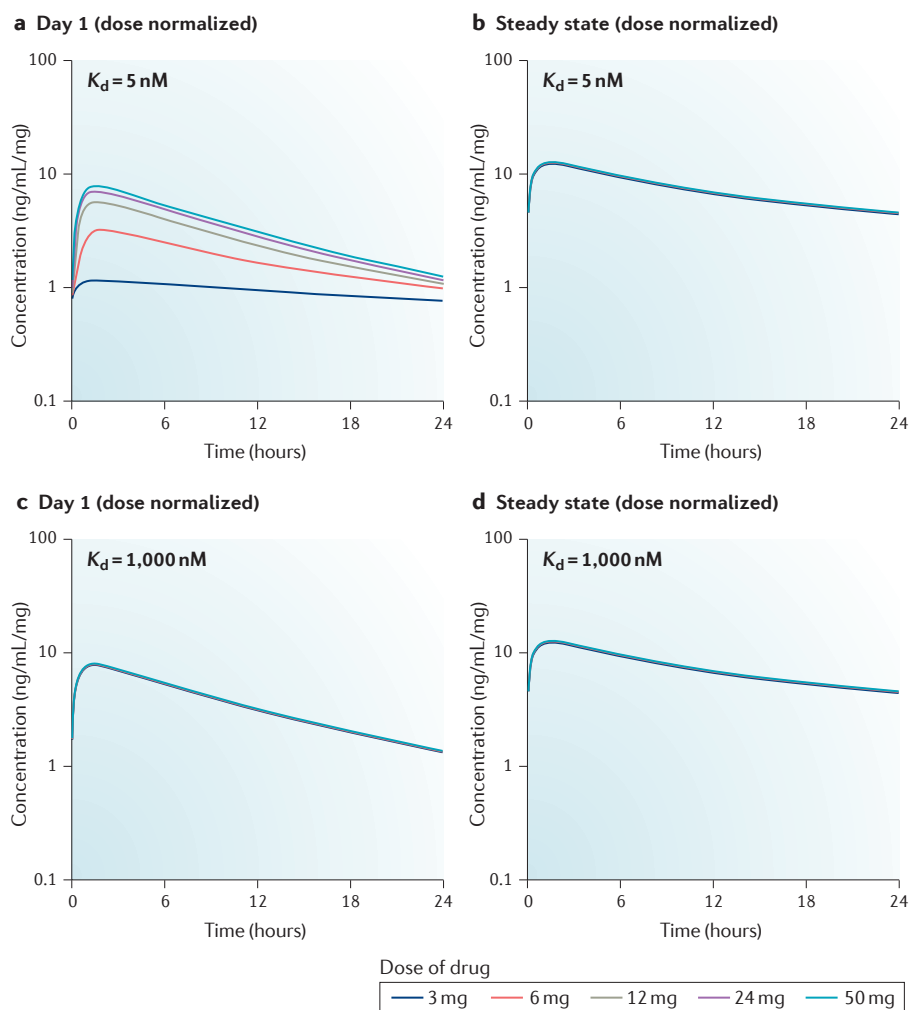 a Day 1 (dose normalized)
b Steady state (dose normalized)
100
10
1
0.1
Concentration (ng/mL/mg)
Kd = 5 nM
0 6 12 18 24
Time (hours)
100
10
1
0.1
Concentration (ng/mL/mg)
Kd = 5 nM
0 6 12 18 24
Time (hours)
c Day 1 (dose normalized)
d Steady state (dose normalized)
100
10
1
0.1
Concentration (ng/mL/mg)
Kd = 1,000 nM
0 6 12 18 24
Time (hours)
100
10
1
0.1
Concentration (ng/mL/mg)
Kd = 1,000 nM
0 6 12 18 24
Time (hours)
Dose of drug
3 mg 6 mg 12 mg 24 mg 50 mg